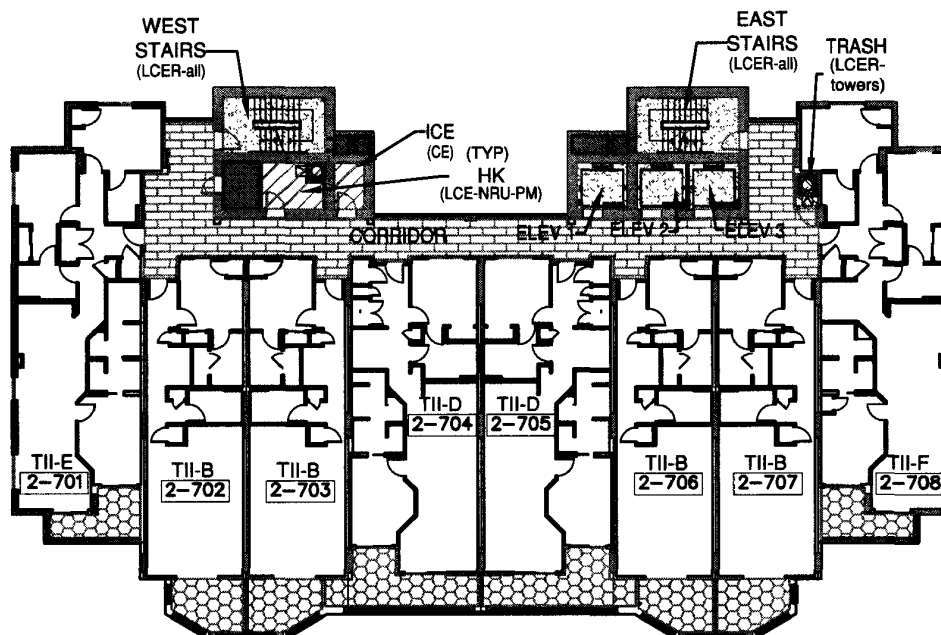 WEST
STAIRS
(LCER-all)
EAST
STAIRS
(LCER-all)
TRASH
(LCER-
towers)
ICE
(CE) (TYP)
HK
(LCE-NRU-PM)
CORRIDOR
ELEV 1
ELEV 2
ELEV 3
TII-E
2-701
TII-B
2-702
TII-B
2-703
TII-D
2-704
TII-D
2-705
TII-B
2-706
TII-B
2-707
TII-F
2-708